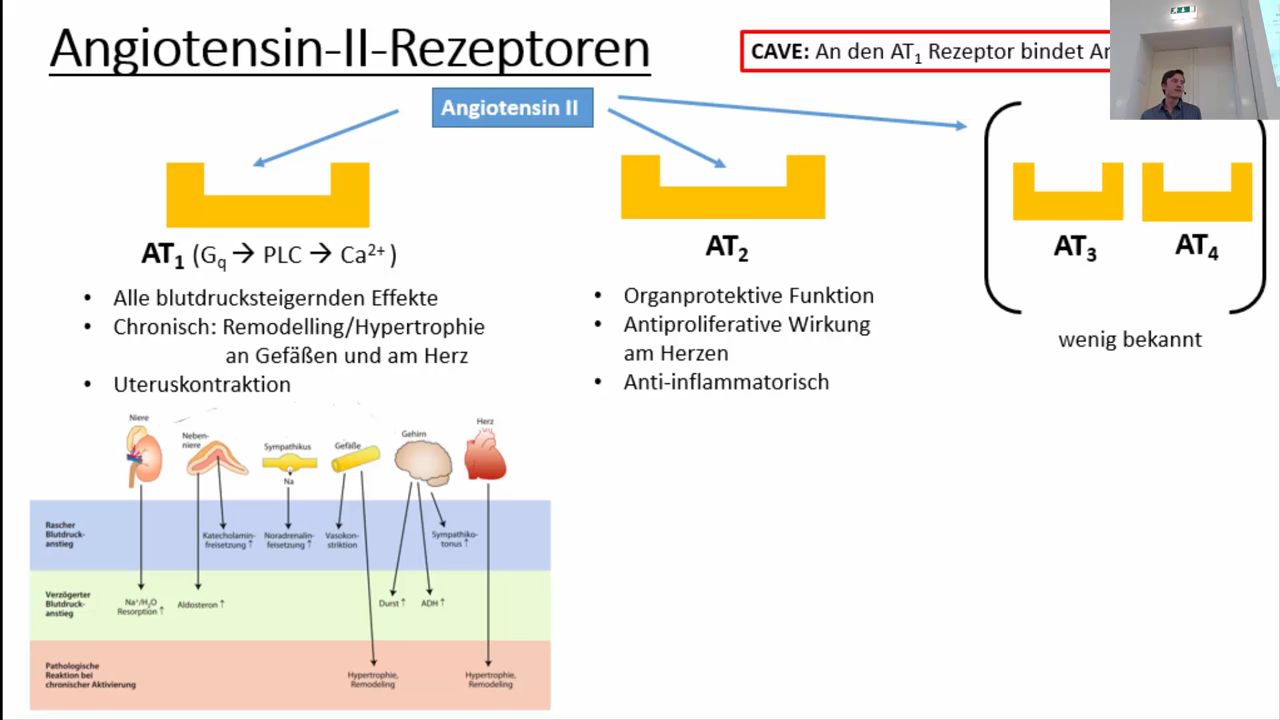 Angiotensin-II-Rezeptoren
CAVE: An den AT1 Rezeptor bindet
Angiotensin II
AT1 (Gq → PLC → Ca2+ )
AT2
AT3
AT4
• Alle blutdrucksteigernden Effekte
• Chronisch: Remodelling/Hypertrophie
an Gefäßen und am Herz
• Uteruskontraktion
• Organprotektive Funktion
• Antiproliferative Wirkung
am Herzen
• Anti-inflammatorisch
wenig bekannt
Niere
Neben-
niere
Sympathikus
Na
Gefäße
Gehirn
Herz
Rascher
Blutdruck-
anstieg
Katecholamin-
freisetzung ↑
Noradrenalin-
feisetzung ↑
Vasokon-
striktion
Sympathiko-
tonus ↑
Verzögerter
Blutdruck-
anstieg
Na+/H2O
Resorption ↑
Aldosteron ↑
Durst ↑
ADH ↑
Pathologische
Reaktion bei
chronischer Aktivierung
Hypertrophie,
Remodeling
Hypertrophie,
Remodeling